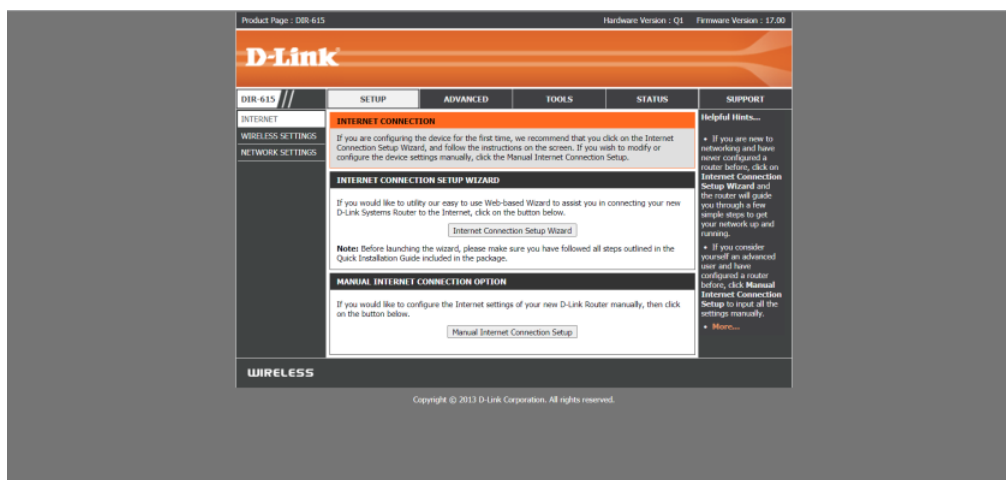 Product Page : DIR-615 Hardware Version : Q1 Firmware Version : 17.00
D-Link
DIR-615 SETUP ADVANCED TOOLS STATUS SUPPORT
INTERNET
WIRELESS SETTINGS
NETWORK SETTINGS
INTERNET CONNECTION
If you are configuring the device for the first time, we recommend that you click on the Internet
Connection Setup Wizard, and follow the instructions on the screen. If you wish to modify or
configure the device settings manually, click the Manual Internet Connection Setup.
INTERNET CONNECTION SETUP WIZARD
If you would like to utility our easy to use Web-based Wizard to assist you in connecting your new
D-Link Systems Router to the Internet, click on the button below.
Internet Connection Setup Wizard
Note: Before launching the wizard, please make sure you have followed all steps outlined in the
Quick Installation Guide included in the package.
MANUAL INTERNET CONNECTION OPTION
If you would like to configure the Internet settings of your new D-Link Router manually, then click
on the button below.
Manual Internet Connection Setup
Helpful Hints...
• If you are new to
networking and have
never configured a
router before, click on
Internet Connection
Setup Wizard and
the router will guide
you through a few
simple steps to get
your network up and
running.
• If you consider
yourself an advanced
user and have
configured a router
before, click Manual
Internet Connection
Setup to input all the
settings manually.
• More...
WIRELESS
Copyright © 2013 D-Link Corporation. All rights reserved.